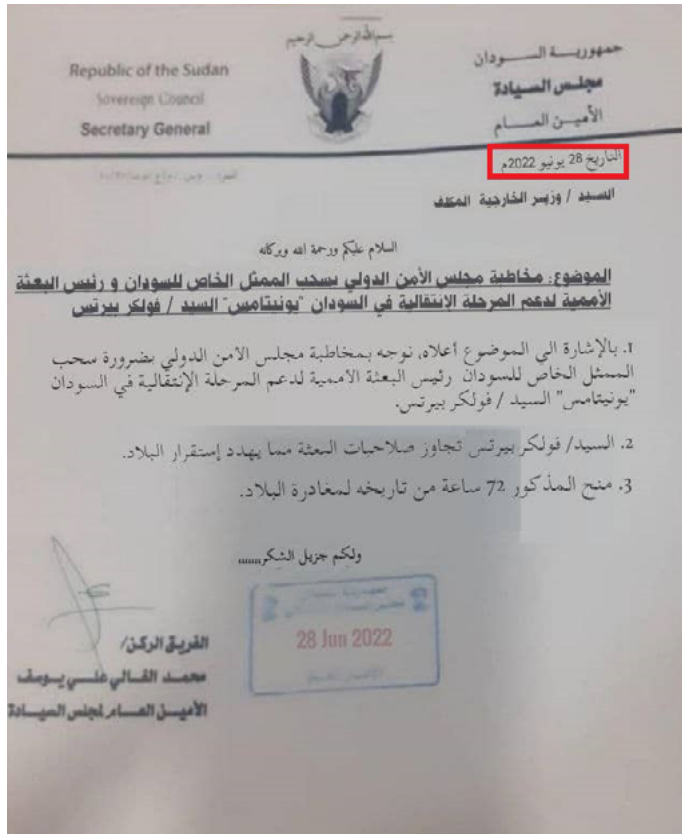 بسم الله الرحمن الرحيم
جمهورية السودان
مجلس السيادة
الأمين العام
Republic of the Sudan
Sovereign Council
Secretary General
التاريخ 28 يونيو 2022م
السيد / وزير الخارجية المكلف
السلام عليكم ورحمة الله وبركاته
الموضوع: مخاطبة مجلس الأمن الدولي بسحب الممثل الخاص للسودان و رئيس البعثة
الأممية لدعم المرحلة الإنتقالية في السودان "يونيتامس" السيد / فولكر بيرتس
1. بالإشارة الي الموضوع أعلاه، نوجه بمخاطبة مجلس الامن الدولي بضرورة سحب
الممثل الخاص للسودان رئيس البعثة الاممية لدعم المرحلة الإنتقالية في السودان
"يونيتامس" السيد / فولكر بيرتس.
2. السيد/ فولكر بيرتس تجاوز صلاحيات البعثة مما يهدد إستقرار البلاد.
3. منح المذكور 72 ساعة من تاريخه لمغادرة البلاد.
ولكم جزيل الشكر,,,,,,
28 Jun 2022
الفريق الركن/
محمد الغالي علي يوسف
الأمين العام لمجلس السيادة